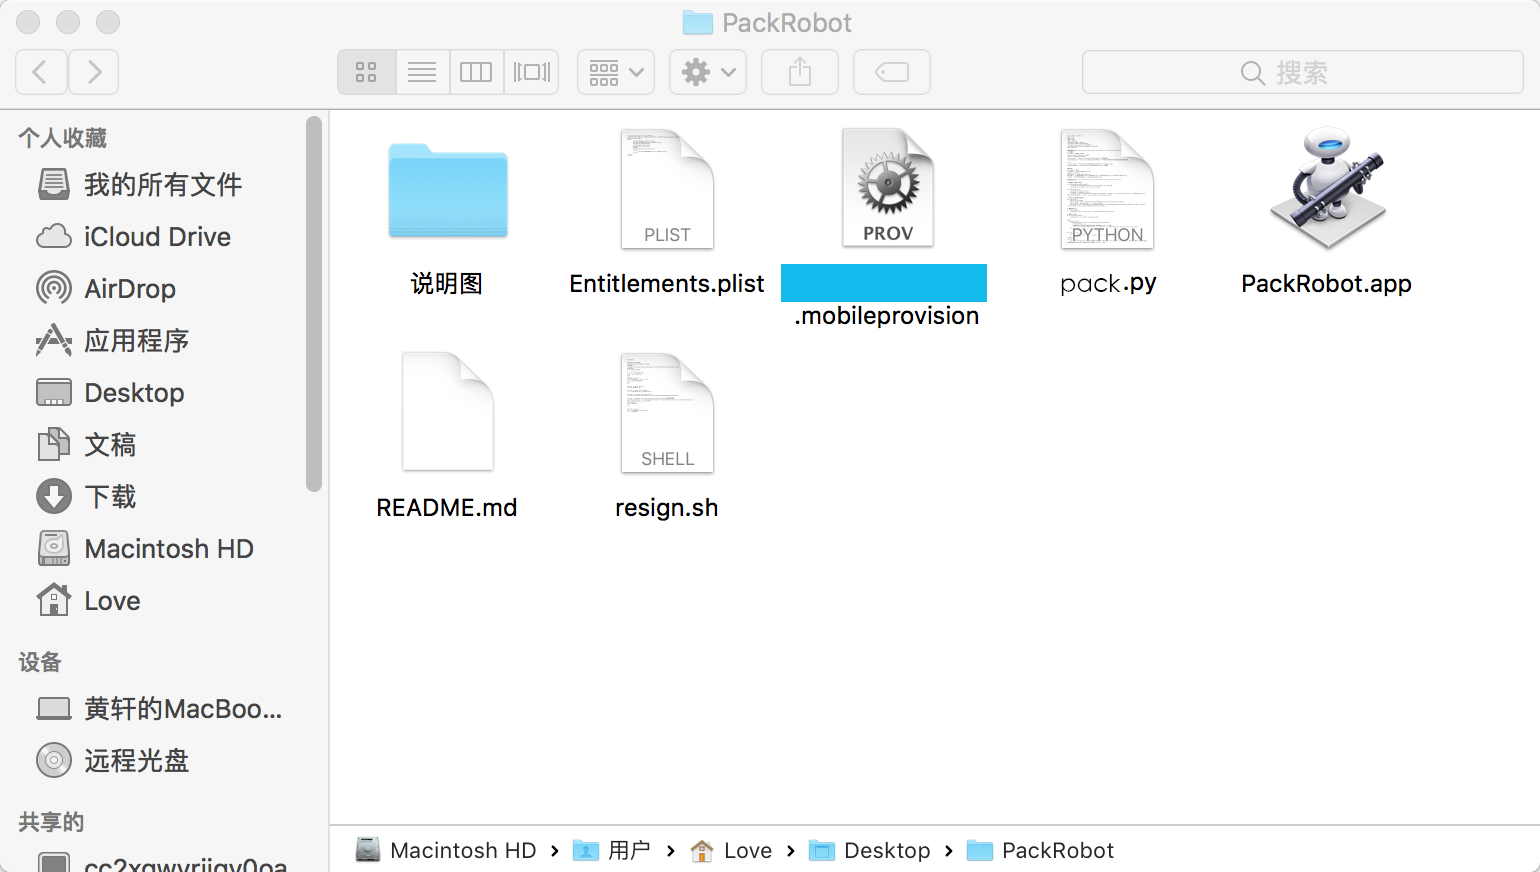 PackRobot
搜索
个人收藏
我的所有文件
iCloud Drive
AirDrop
应用程序
Desktop
文稿
下载
Macintosh HD
Love
设备
黄轩的MacBoo...
远程光盘
共享的
PLIST
PROV
PYTHON
说明图
Entitlements.plist
.mobileprovision
pack.py
PackRobot.app
SHELL
README.md
resign.sh
Macintosh HD › 用户 › Love › Desktop › PackRobot